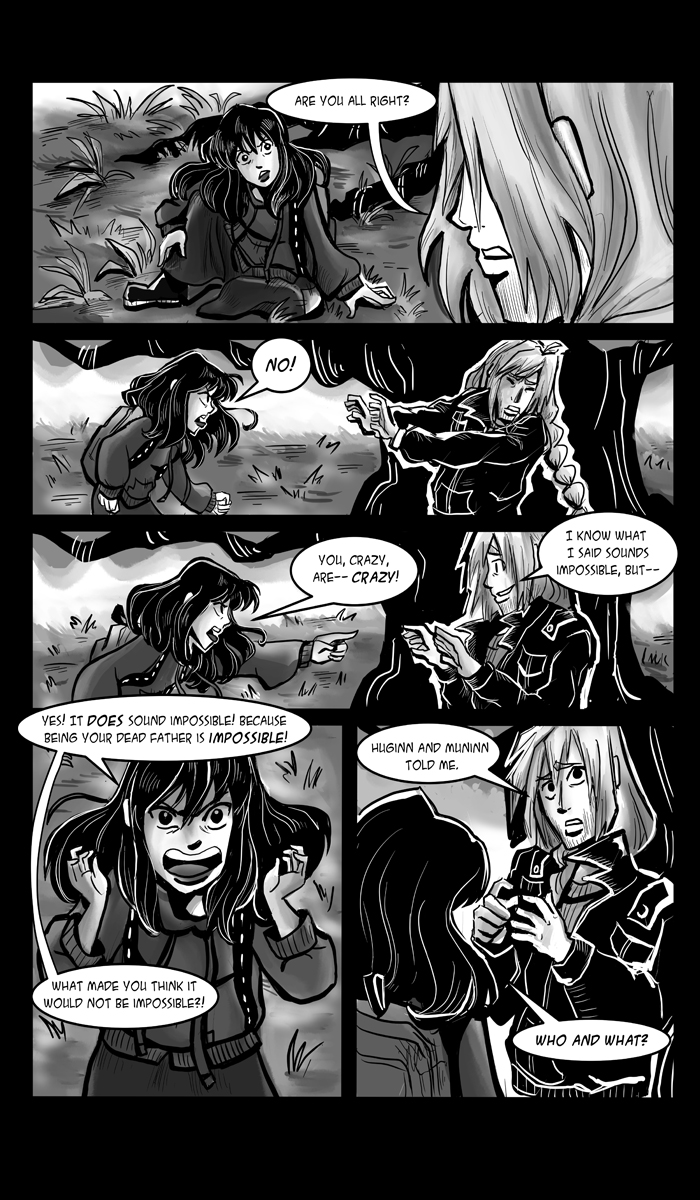 ARE YOU ALL RIGHT?
NO!
YOU, CRAZY,
ARE-- CRAZY!
I KNOW WHAT
I SAID SOUNDS
IMPOSSIBLE, BUT--
YES! IT DOES SOUND IMPOSSIBLE! BECAUSE
BEING YOUR DEAD FATHER IS IMPOSSIBLE!
WHAT MADE YOU THINK IT
WOULD NOT BE IMPOSSIBLE?!
HUGINN AND MUNINN
TOLD ME.
WHO AND WHAT?